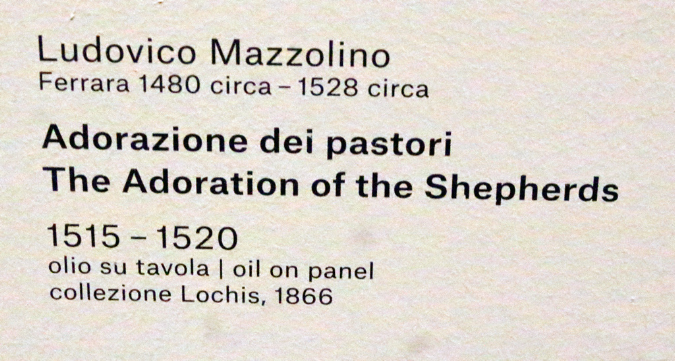 Ludovico Mazzolino
Ferrara 1480 circa – 1528 circa
Adorazione dei pastori
The Adoration of the Shepherds
1515 – 1520
olio su tavola | oil on panel
collezione Lochis, 1866